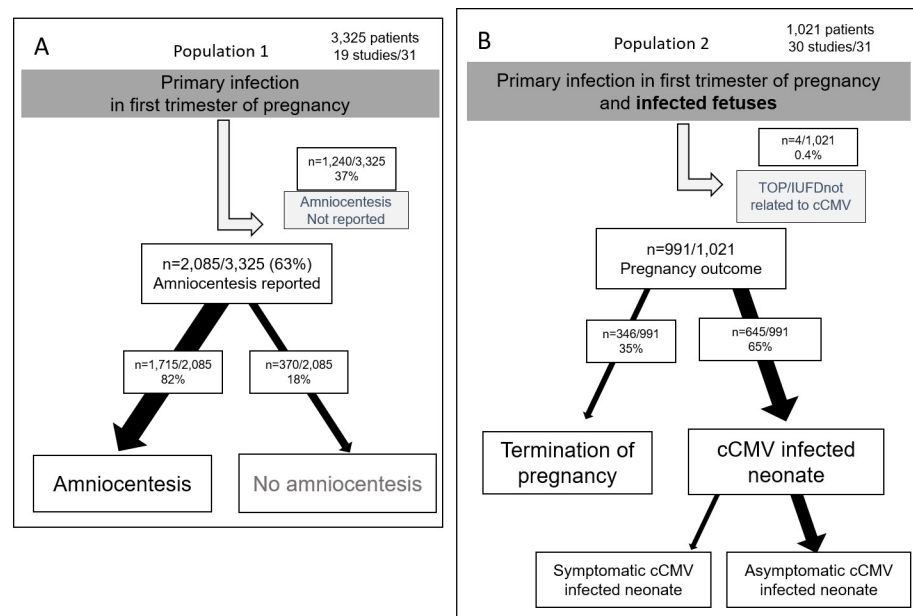 A
Population 1
3,325 patients
19 studies/31
Primary infection
in first trimester of pregnancy
n=1,240/3,325
37%
Amniocentesis
Not reported
n=2,085/3,325 (63%)
Amniocentesis reported
n=1,715/2,085
82%
n=370/2,085
18%
Amniocentesis
No amniocentesis
B
Population 2
1,021 patients
30 studies/31
Primary infection in first trimester of pregnancy
and infected fetuses
n=4/1,021
0.4%
TOP/IUFDnot
related to cCMV
n=991/1,021
Pregnancy outcome
n=346/991
35%
n=645/991
65%
Termination of
pregnancy
cCMV infected
neonate
Symptomatic cCMV
infected neonate
Asymptomatic cCMV
infected neonate